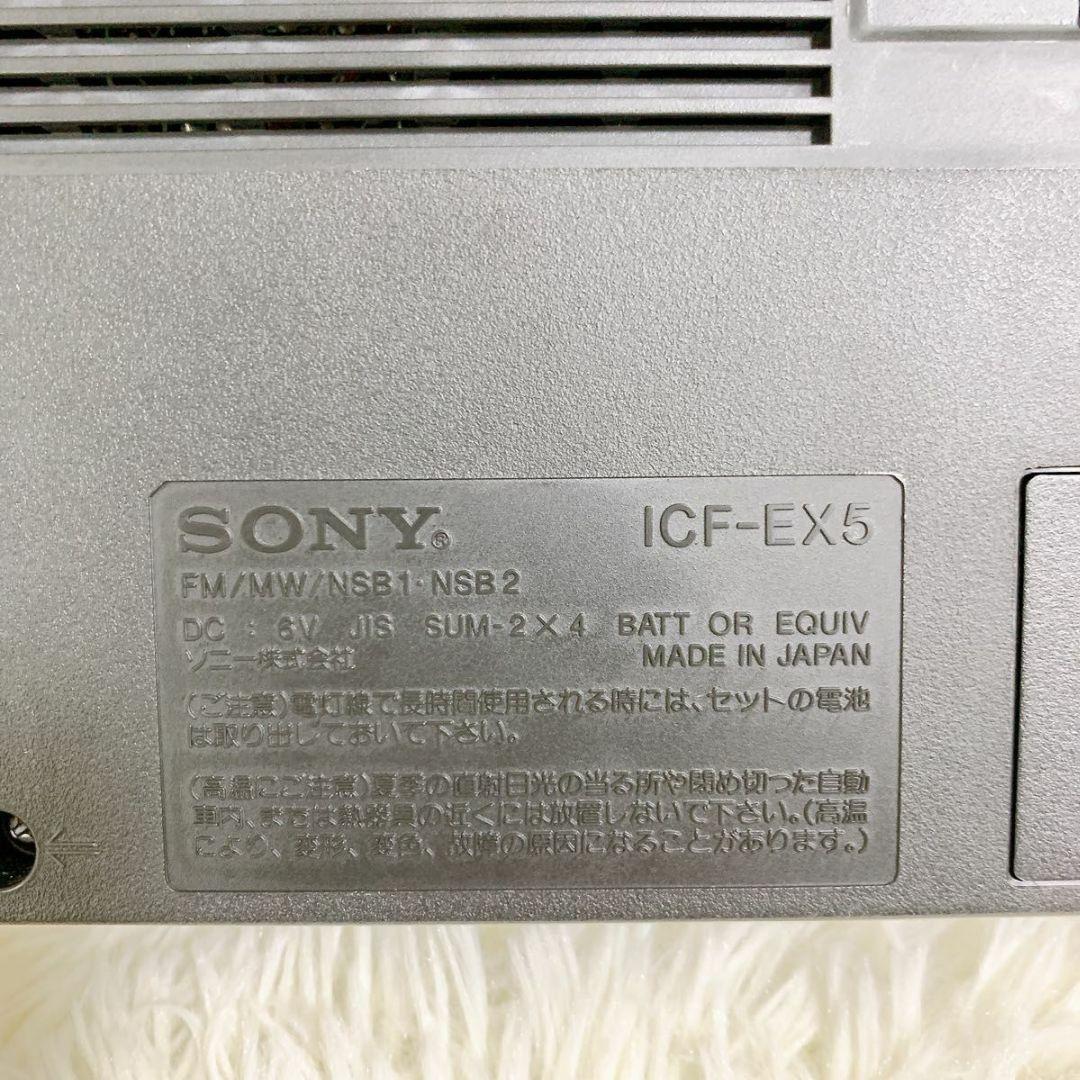 SONY® ICF-EX5
FM/MW/NSB1·NSB2
DC : 6V JIS SUM-2×4 BATT OR EQUIV
ソニー株式会社 MADE IN JAPAN
(ご注意)電灯線で長時間使用される時には、セットの電池
は取り出しておいて下さい。
(高温にご注意)夏季の直射日光の当る所や閉め切った自動
車内、または熱器具の近くには放置しないで下さい。(高温
により、変形、変色、故障の原因になることがあります。)